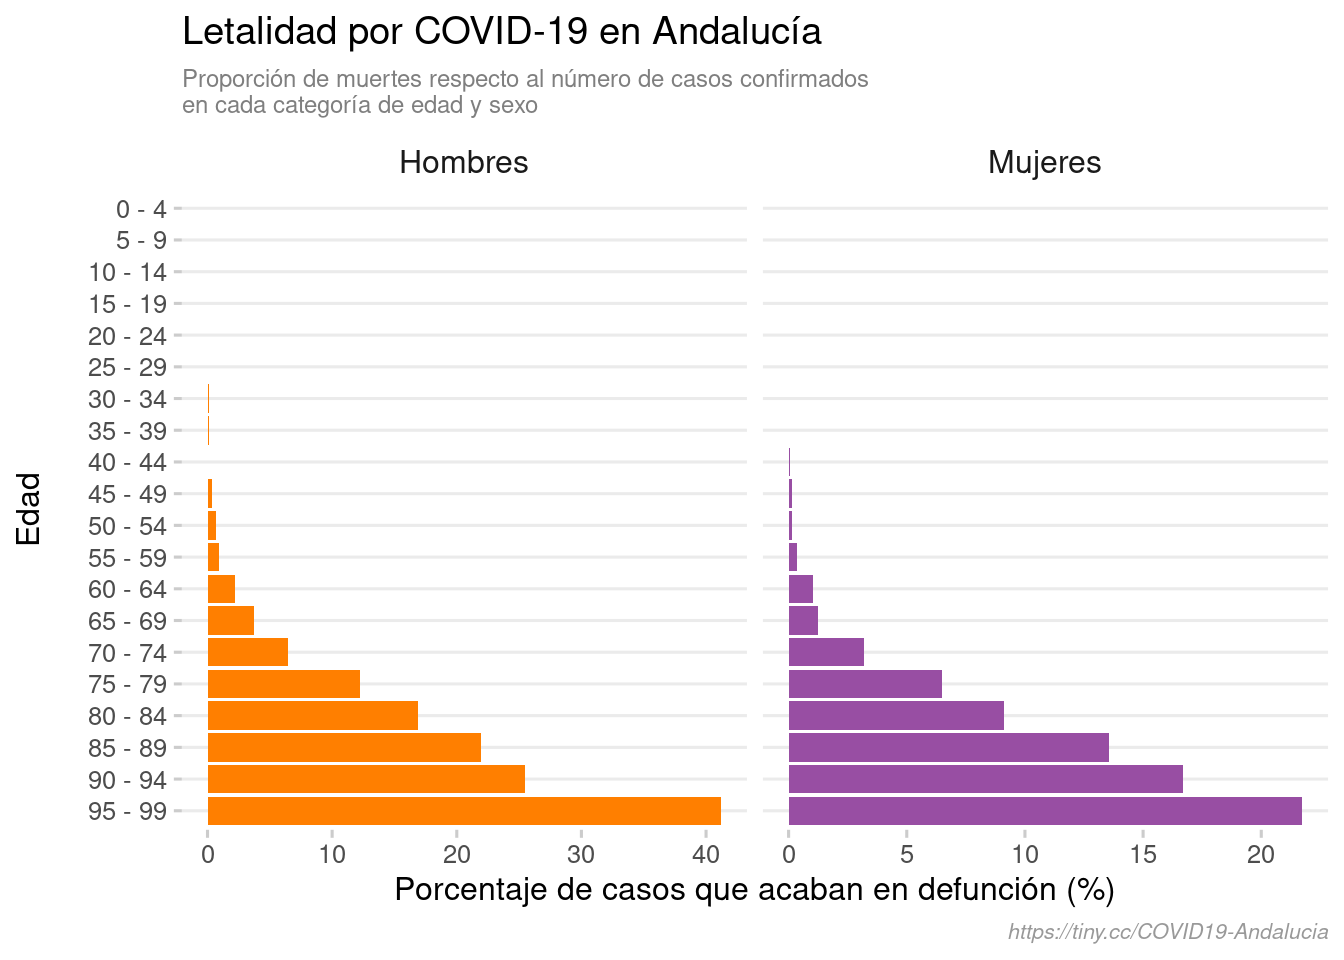 Letalidad por COVID-19 en Andalucía
Proporción de muertes respecto al número de casos confirmados
en cada categoría de edad y sexo
Hombres
Mujeres
Edad
0 - 4
5 - 9
10 - 14
15 - 19
20 - 24
25 - 29
30 - 34
35 - 39
40 - 44
45 - 49
50 - 54
55 - 59
60 - 64
65 - 69
70 - 74
75 - 79
80 - 84
85 - 89
90 - 94
95 - 99
0 10 20 30 40
0 5 10 15 20
Porcentaje de casos que acaban en defunción (%)
https://tiny.cc/COVID19-Andalucia